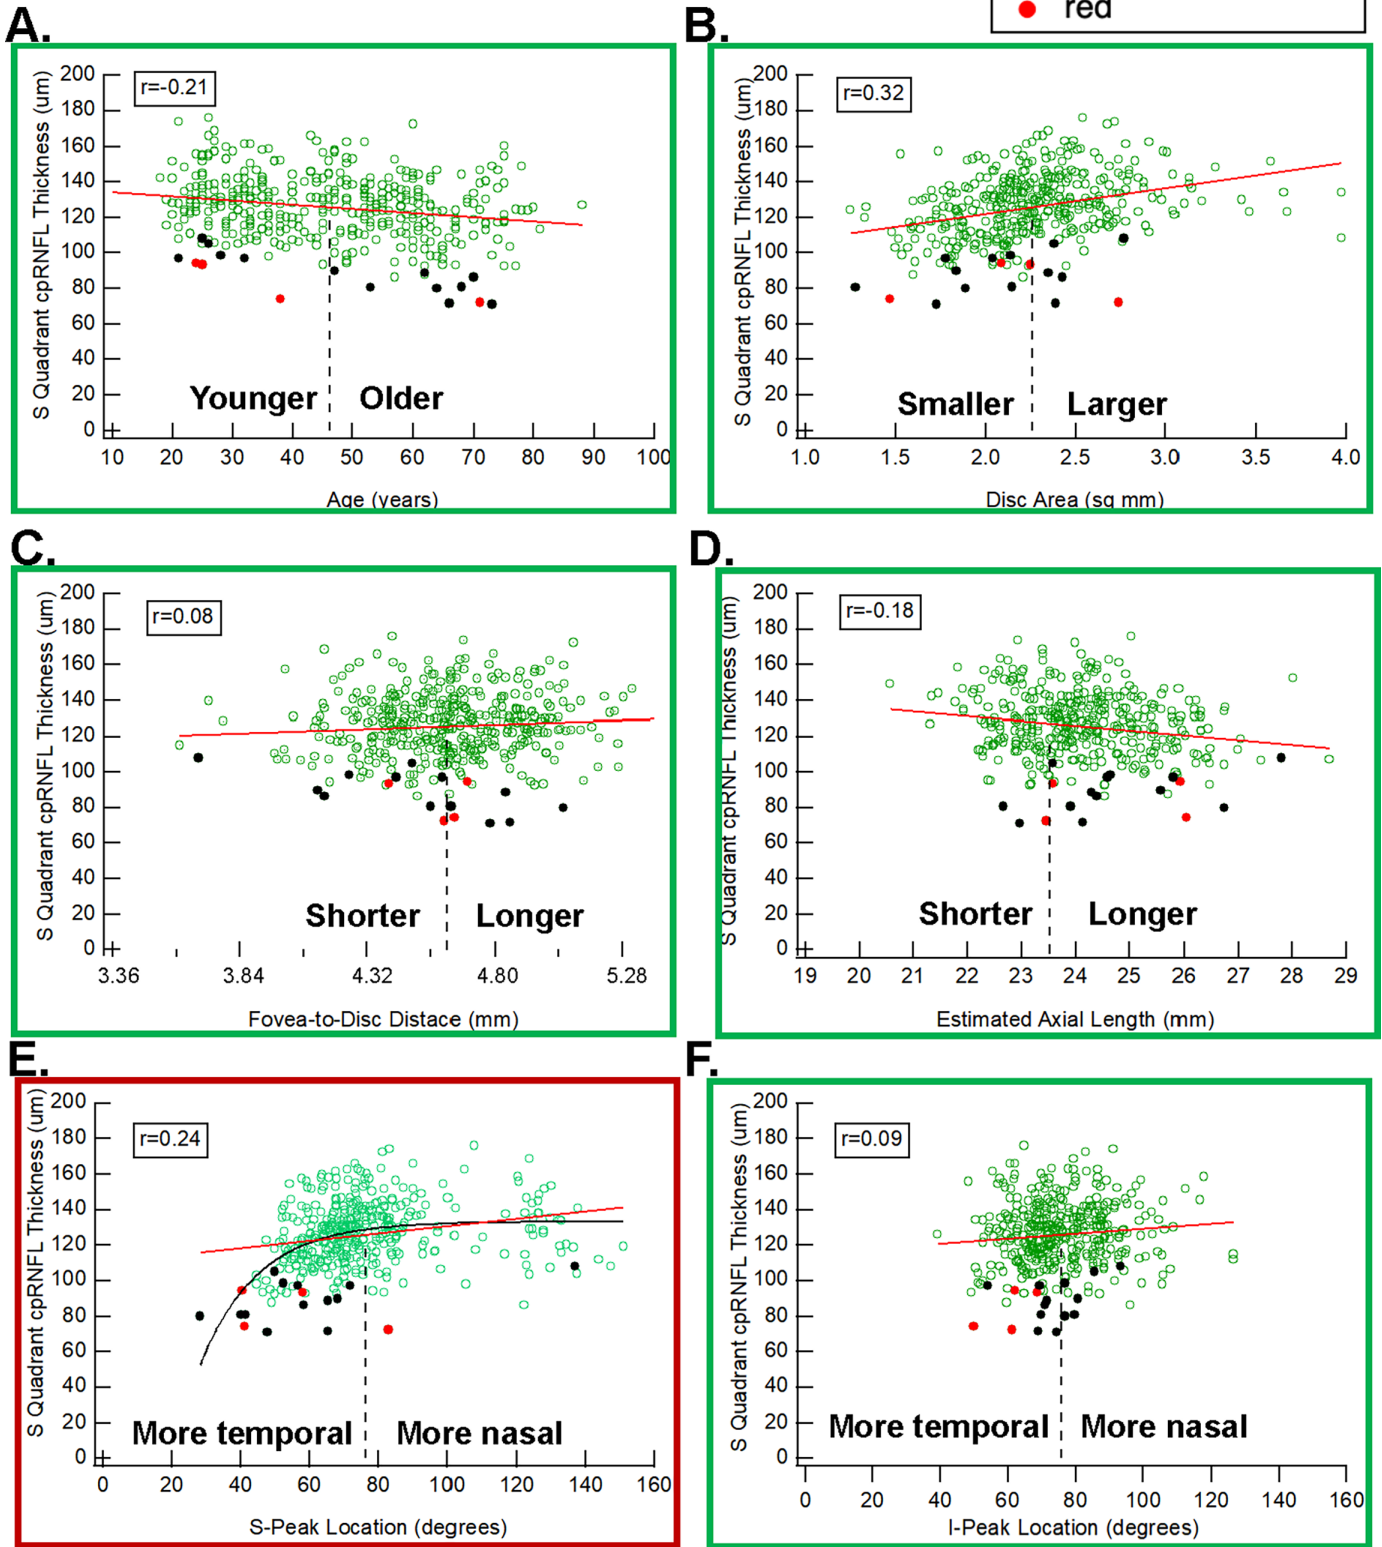 red
A.
B.
r=-0.21
S Quadrant cpRNFL Thickness (um)
200
180
160
140
120
100
80
60
40
20
0
Younger
Older
10 20 30 40 50 60 70 80 90 100
Age (years)
r=0.32
S Quadrant cpRNFL Thickness (um)
200
180
160
140
120
100
80
60
40
20
0
Smaller
Larger
1.0 1.5 2.0 2.5 3.0 3.5 4.0
Disc Area (sq mm)
C.
D.
r=0.08
S Quadrant cpRNFL Thickness (um)
200
180
160
140
120
100
80
60
40
20
0
Shorter
Longer
3.36 3.84 4.32 4.80 5.28
Fovea-to-Disc Distace (mm)
r=-0.18
S Quadrant cpRNFL Thickness (um)
200
180
160
140
120
100
80
60
40
20
0
Shorter
Longer
19 20 21 22 23 24 25 26 27 28 29
Estimated Axial Length (mm)
E.
F.
r=0.24
S Quadrant cpRNFL Thickness (um)
200
180
160
140
120
100
80
60
40
20
0
More temporal
More nasal
0 20 40 60 80 100 120 140 160
S-Peak Location (degrees)
r=0.09
S Quadrant cpRNFL Thickness (um)
200
180
160
140
120
100
80
60
40
20
0
More temporal
More nasal
0 20 40 60 80 100 120 140 160
I-Peak Location (degrees)